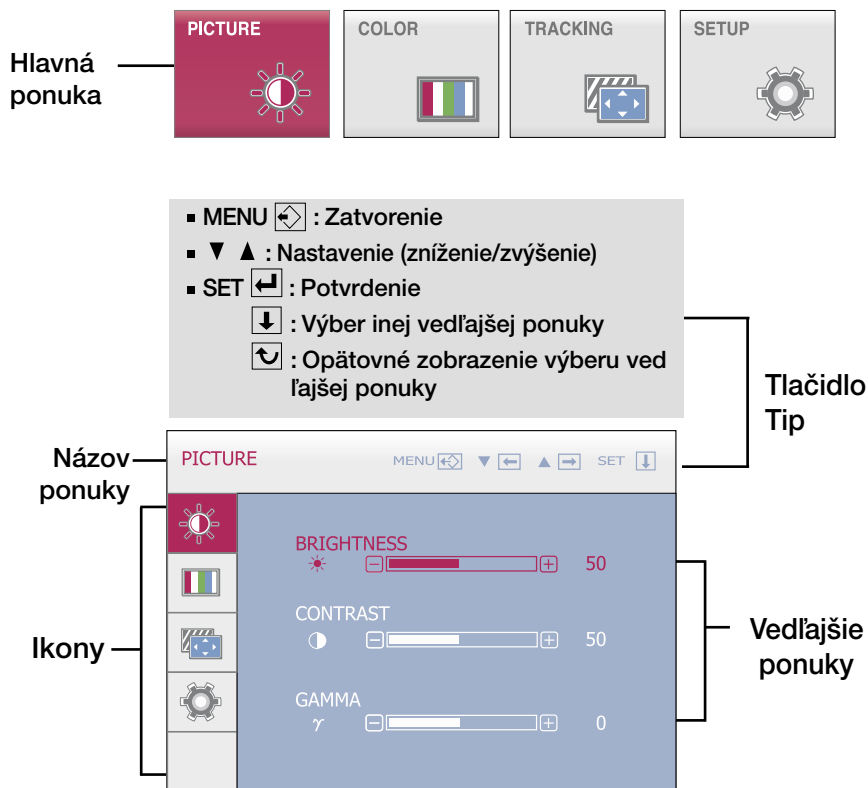 PICTURE
COLOR
TRACKING
SETUP
Hlavná
ponuka
MENU : Zatvorenie
▼ ▲ : Nastavenie (zníženie/zvýšenie)
SET : Potvrdenie
: Výber inej vedľajšej ponuky
: Opätovné zobrazenie výberu ved
ľajšej ponuky
Tlačidlo
Tip
Názov
ponuky
PICTURE
MENU ▼ ▲ SET
BRIGHTNESS
50
CONTRAST
50
GAMMA
γ 0
Ikony
Vedľajšie
ponuky